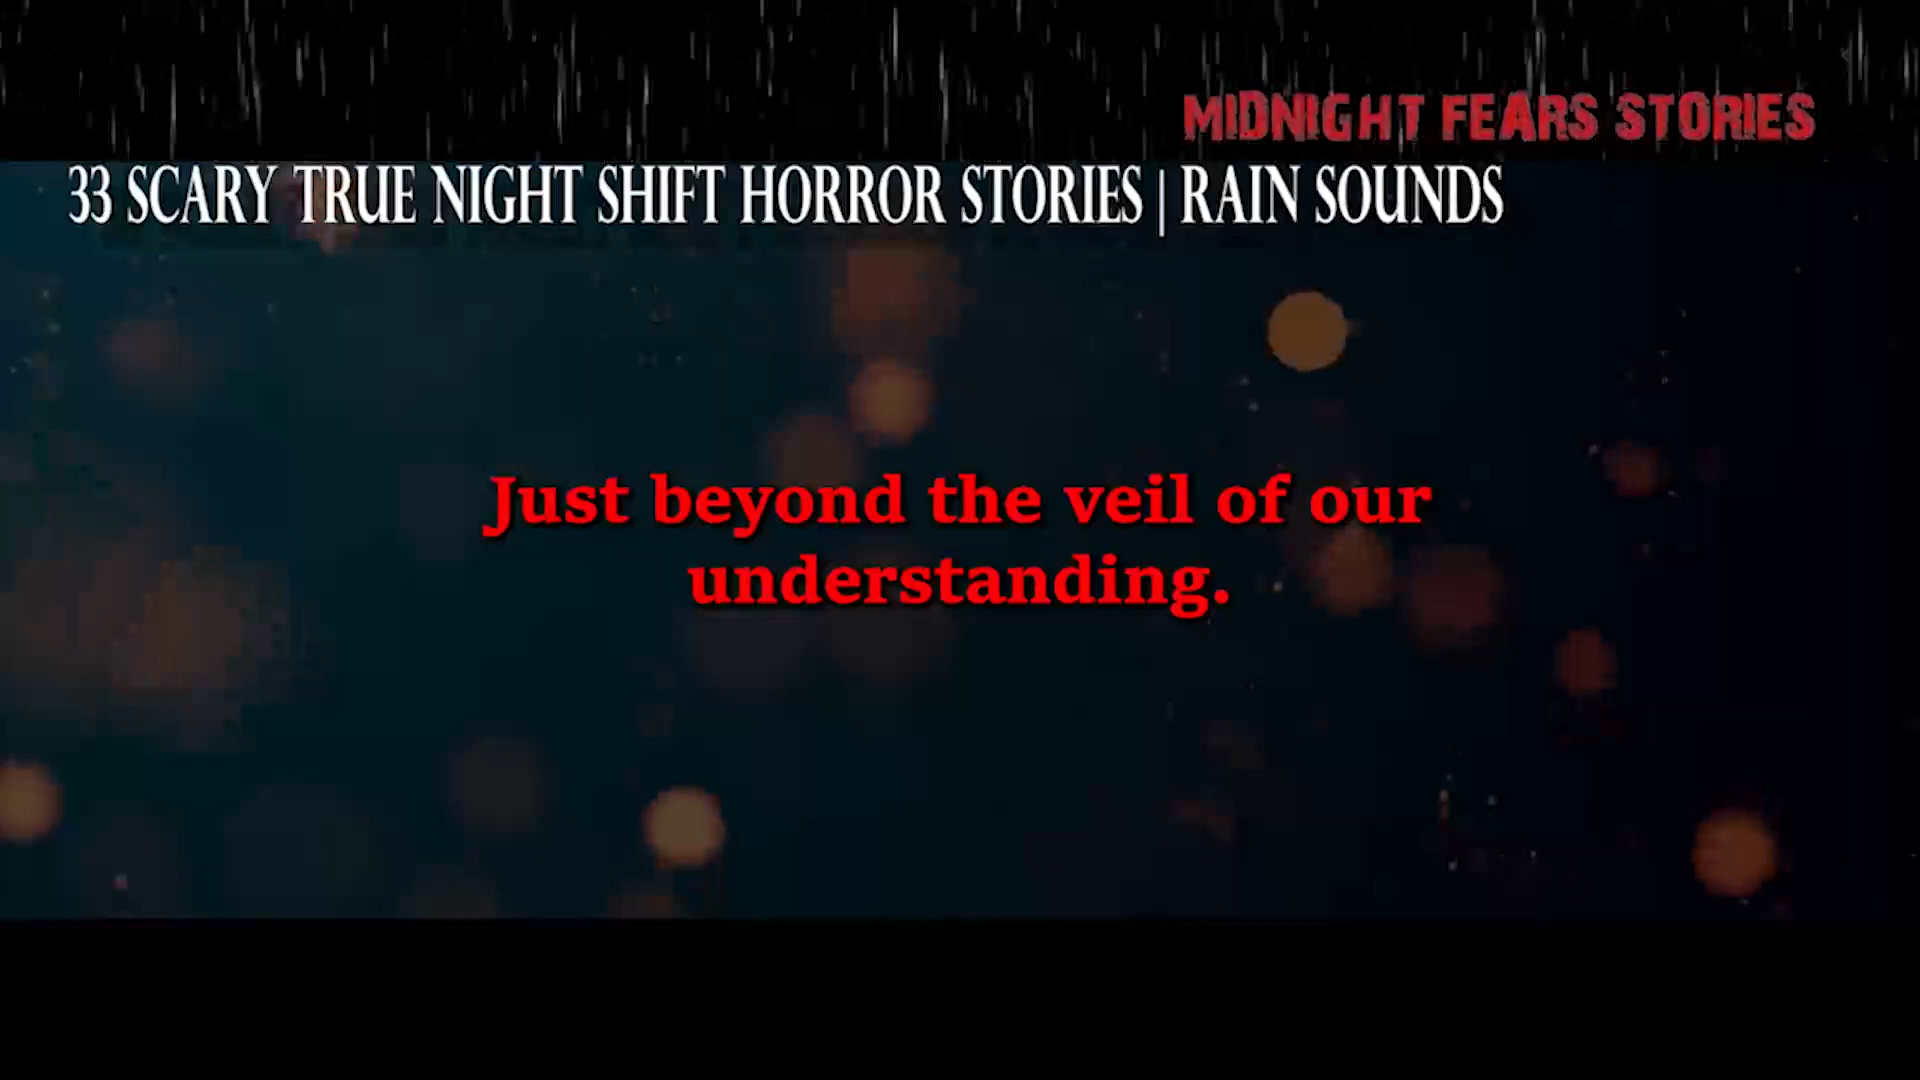 MIDNIGHT FEARS STORIES
33 SCARY TRUE NIGHT SHIFT HORROR STORIES | RAIN SOUNDS
Just beyond the veil of our
understanding.